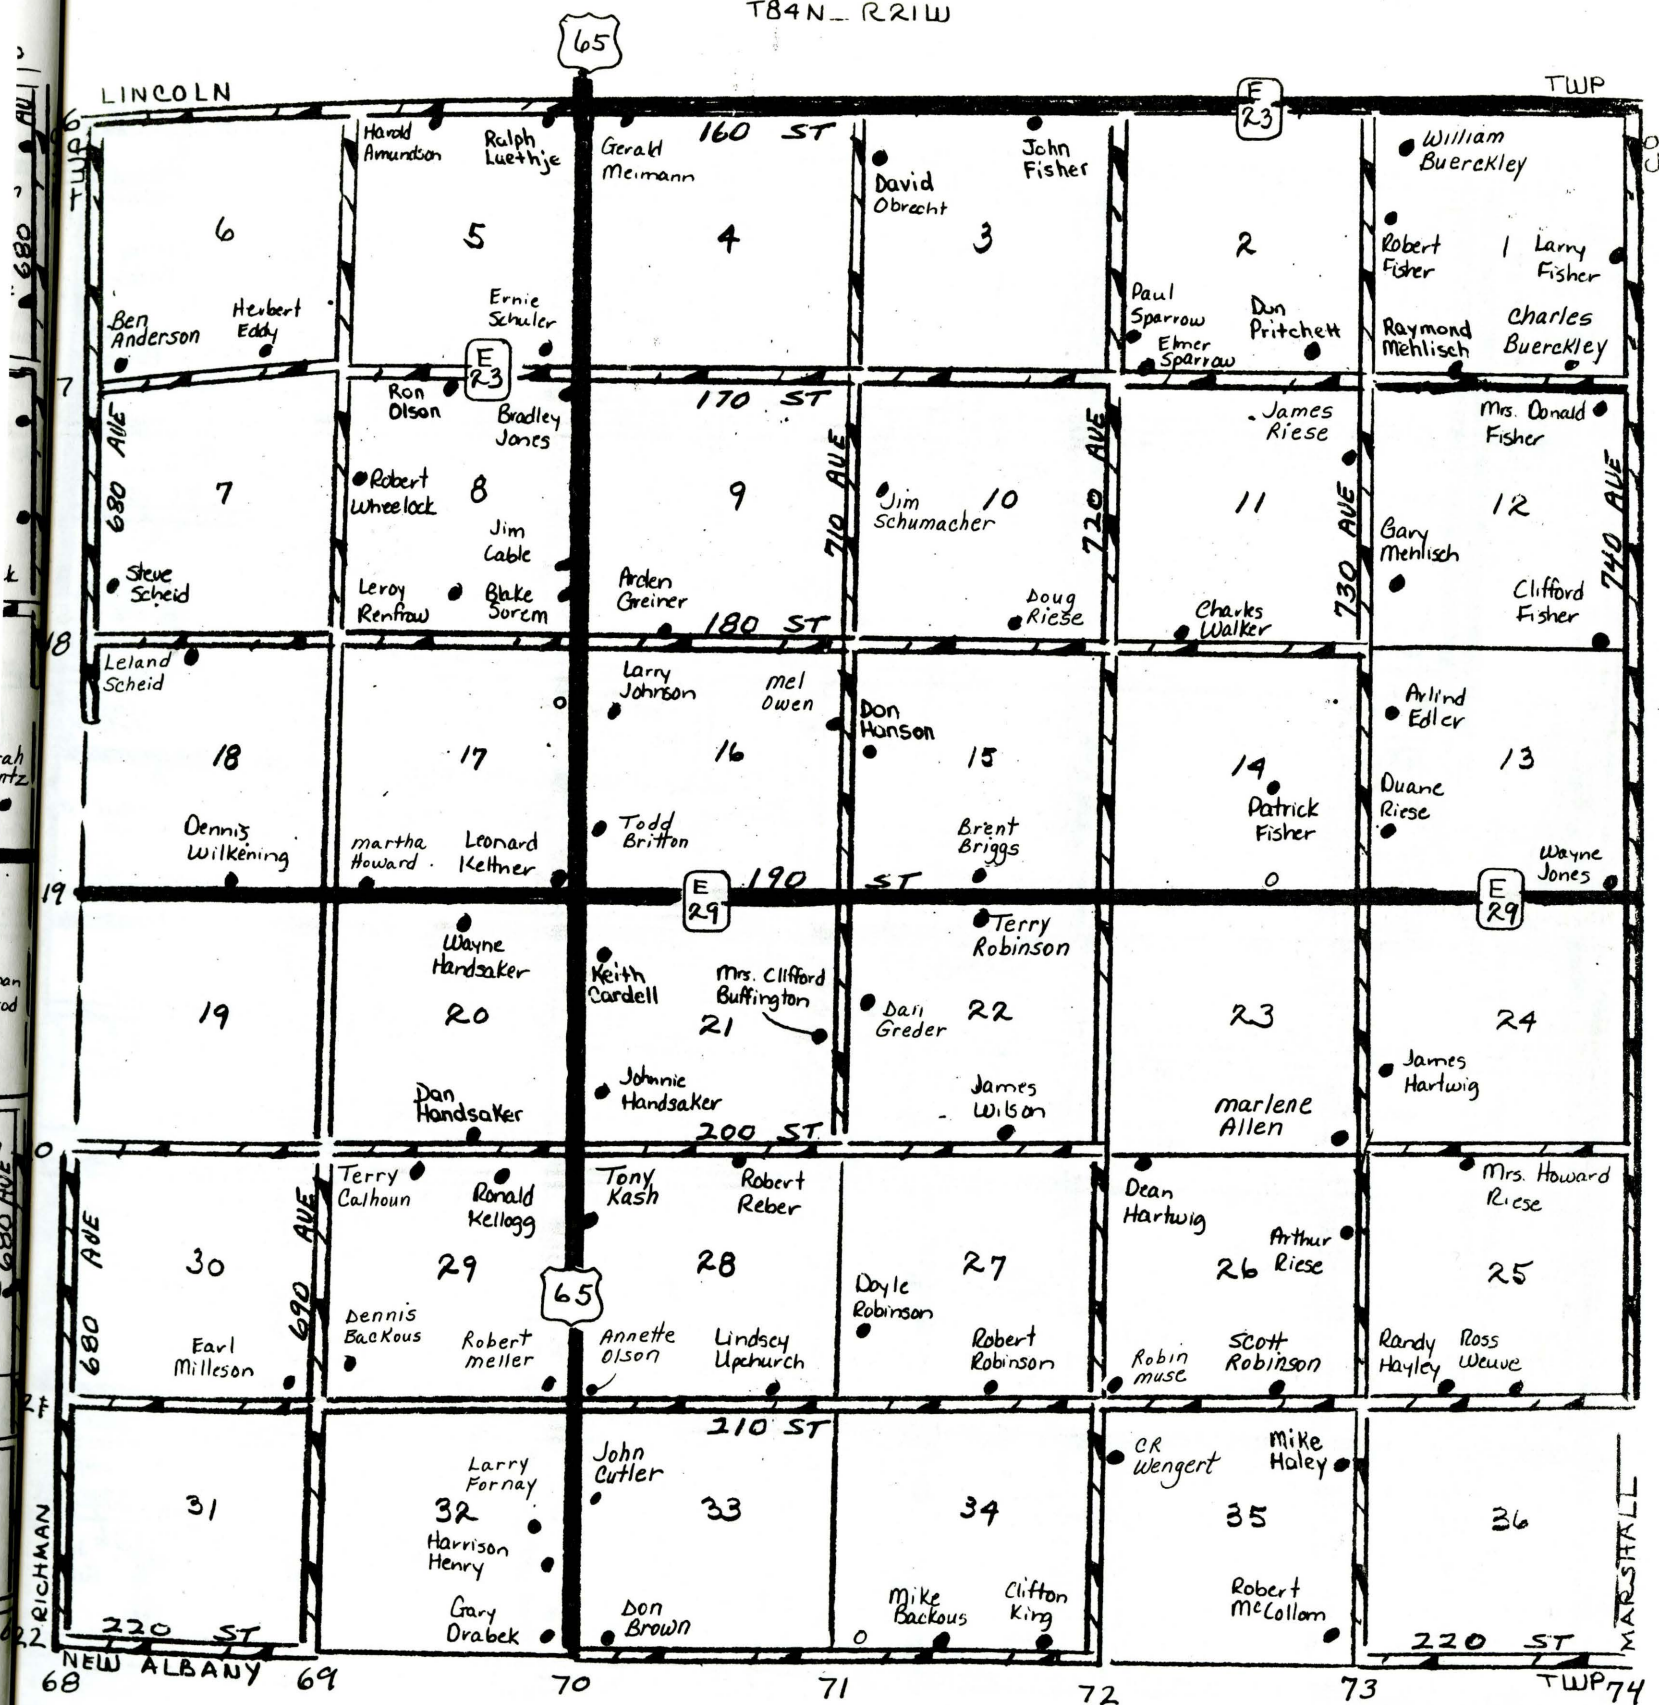 T84N_ R21W
65
LINCOLN
TWP
E
23
160 ST
TWP
CO
Harold
Amundson
Ralph
Luethje
Gerald
Meimann
David
Obrecht
John
Fisher
William
Buerckley
6
5
4
3
2
1
Robert
Fisher
Larry
Fisher
Ben
Anderson
Herbert
Eddy
Ernie
Schuler
Paul
Sparrow
Elmer
Sparrow
Don
Pritchett
Raymond
Mehlisch
Charles
Buerckley
7
E
23
170 ST
Ron
Olson
Bradley
Jones
James
Riese
Mrs. Donald
Fisher
680 AVE
710 AVE
720 AVE
730 AVE
740 AVE
7
Robert
Wheelock
8
9
Jim
Schumacher
10
11
12
Jim
Cable
Gary
Mehlisch
Steve
Scheid
Leroy
Renfrow
Blake
Sorem
Arden
Greiner
Doug
Riese
Charles
Walker
Clifford
Fisher
18
180 ST
Leland
Scheid
Larry
Johnson
Mel
Owen
Don
Hanson
Arlind
Edler
18
17
16
15
14
13
Patrick
Fisher
Duane
Riese
Dennis
Wilkening
Martha
Howard
Leonard
Keltner
Todd
Britton
Brent
Briggs
Wayne
Jones
19
E
29
190 ST
E
29
Wayne
Handsaker
Keith
Cardell
Mrs. Clifford
Buffington
Terry
Robinson
19
20
21
Dan
Greder
22
23
24
Dan
Handsaker
Johnnie
Handsaker
James
Wilson
Marlene
Allen
James
Hartwig
200 ST
Terry
Calhoun
Ronald
Kellogg
Tony
Kash
Robert
Reber
Dean
Hartwig
Arthur
Riese
Mrs. Howard
Riese
680 AVE
690 AVE
30
29
65
28
27
26
25
Doyle
Robinson
Earl
Milleson
Dennis
Backous
Robert
Meller
Annette
Olson
Lindsey
Upchurch
Robert
Robinson
Robin
Muse
Scott
Robinson
Randy
Hayley
Ross
Weuve
210 ST
Larry
Fornay
John
Cutler
CR
Wengert
Mike
Haley
31
32
33
34
35
36
Harrison
Henry
Gary
Drabek
Don
Brown
Mike
Backous
Clifton
King
Robert
McCollom
RICHMAN
MARSHALL
22
220 ST
220 ST
NEW ALBANY
TWP
68
69
70
71
72
73
74
680
680 AVE